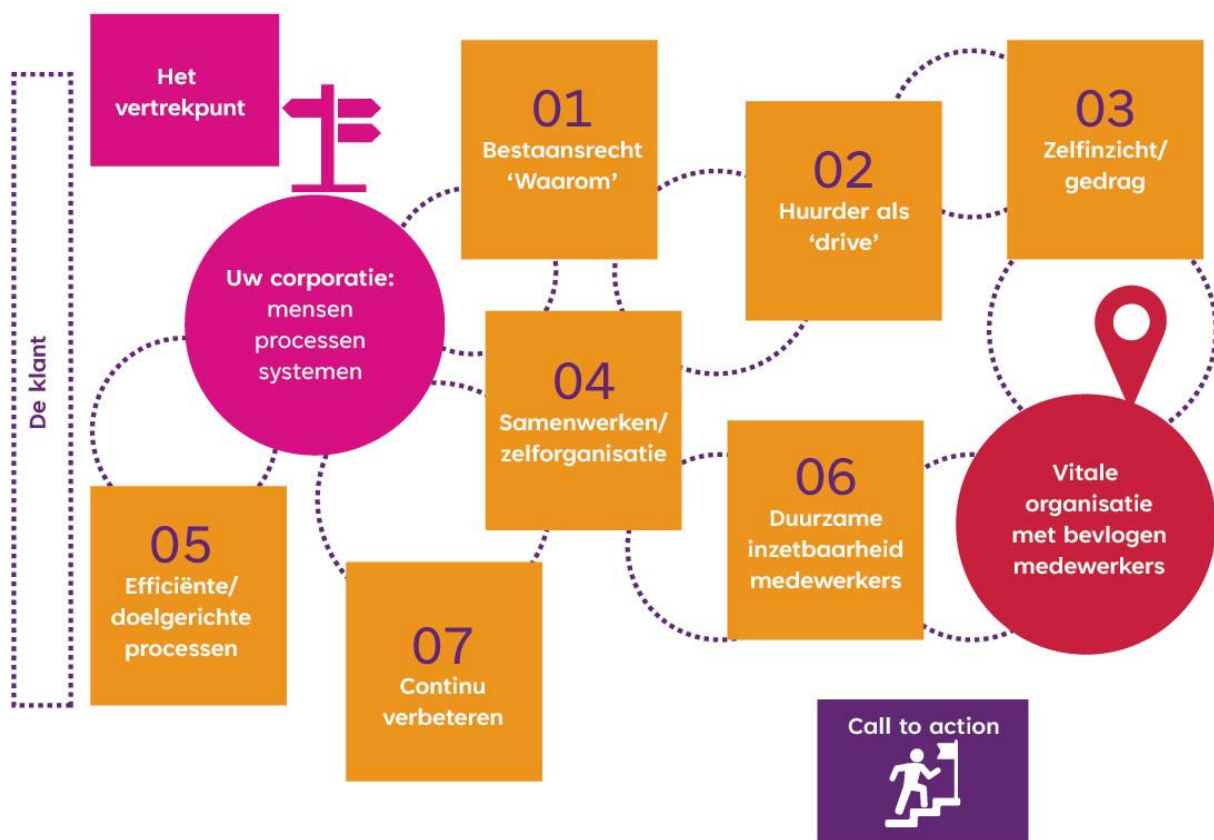 De klant
Het
vertrekpunt
Uw corporatie:
mensen
processen
systemen
01
Bestaansrecht
‘Waarom’
02
Huurder als
‘drive’
03
Zelfinzicht/
gedrag
04
Samenwerken/
zelforganisatie
05
Efficiënte/
doelgerichte
processen
06
Duurzame
inzetbaarheid
medewerkers
07
Continu
verbeteren
Vitale
organisatie
met bevlogen
medewerkers
Call to action